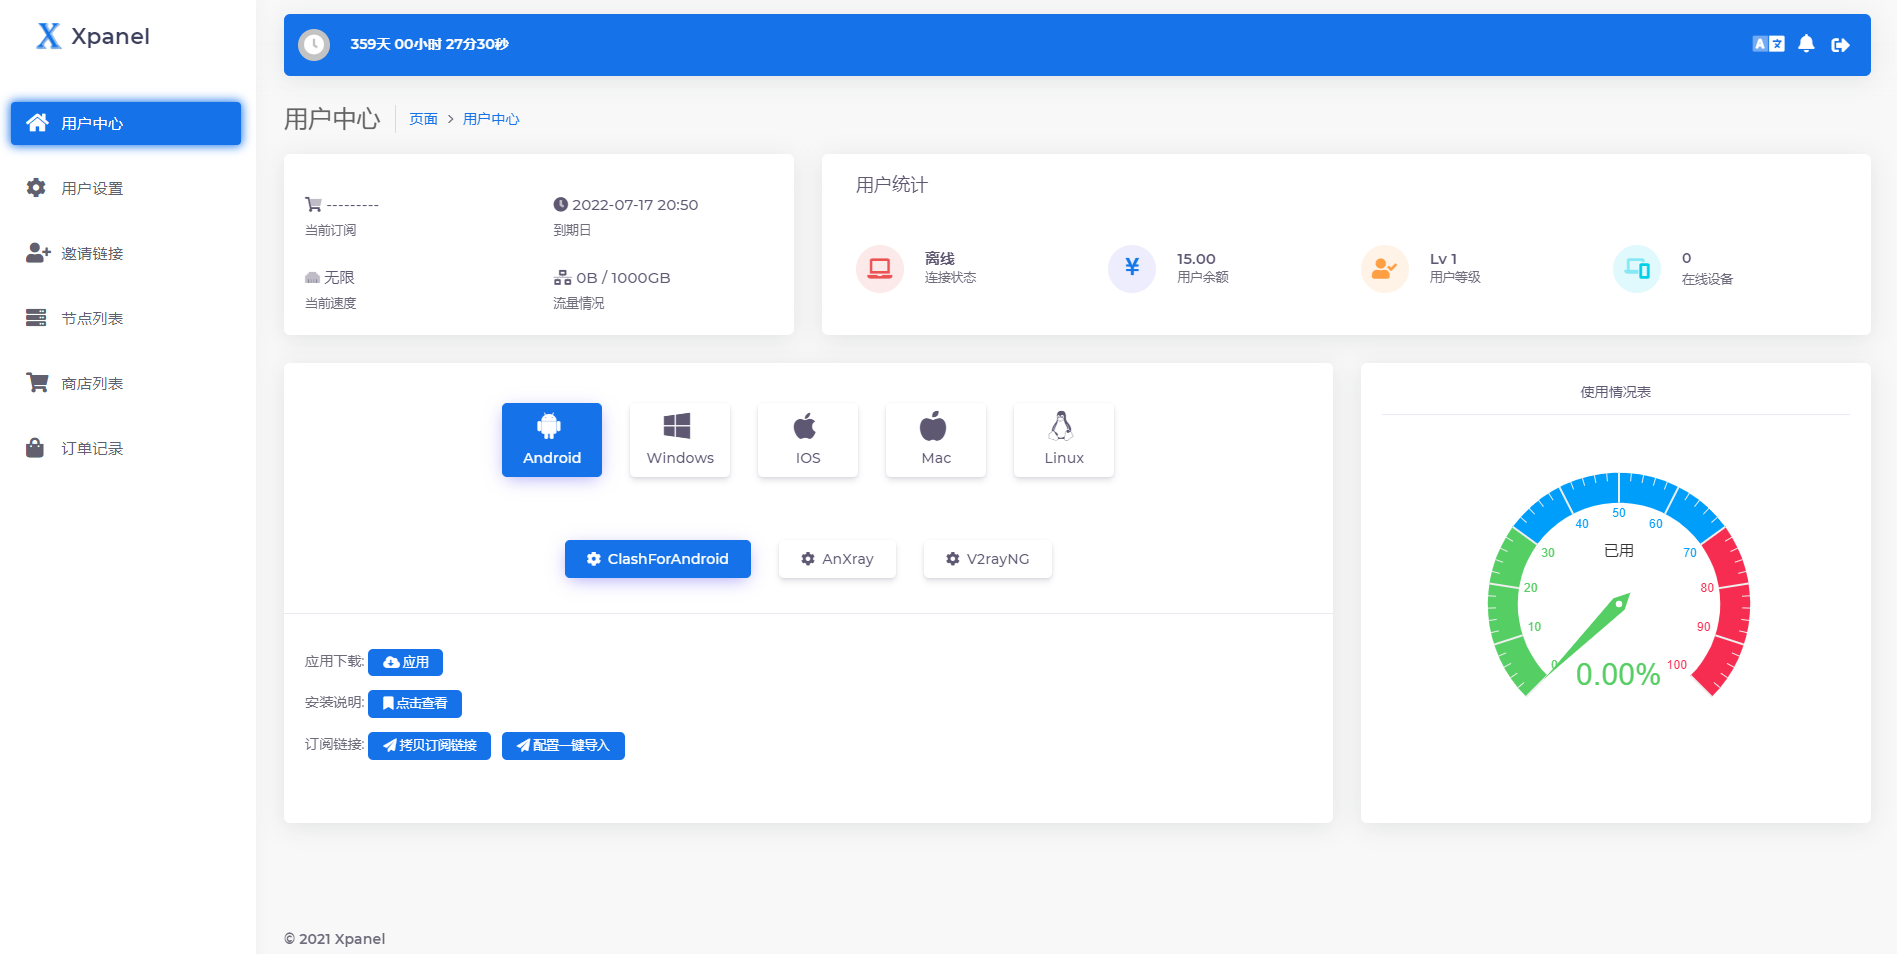 Xpanel
359天 00小时 27分30秒
用户中心
用户设置
邀请链接
节点列表
商店列表
订单记录
用户中心 页面 > 用户中心
---------
当前订阅
2022-07-17 20:50
到期日
无限
当前速度
0B / 1000GB
流量情况
用户统计
离线
连接状态
¥
15.00
用户余额
Lv 1
用户等级
0
在线设备
Android
Windows
IOS
Mac
Linux
ClashForAndroid
AnXray
V2rayNG
应用下载: 应用
安装说明: 点击查看
订阅链接: 拷贝订阅链接 配置一键导入
使用情况表
0
10
20
30
40
50
60
70
80
90
100
已用
0.00%
© 2021 Xpanel